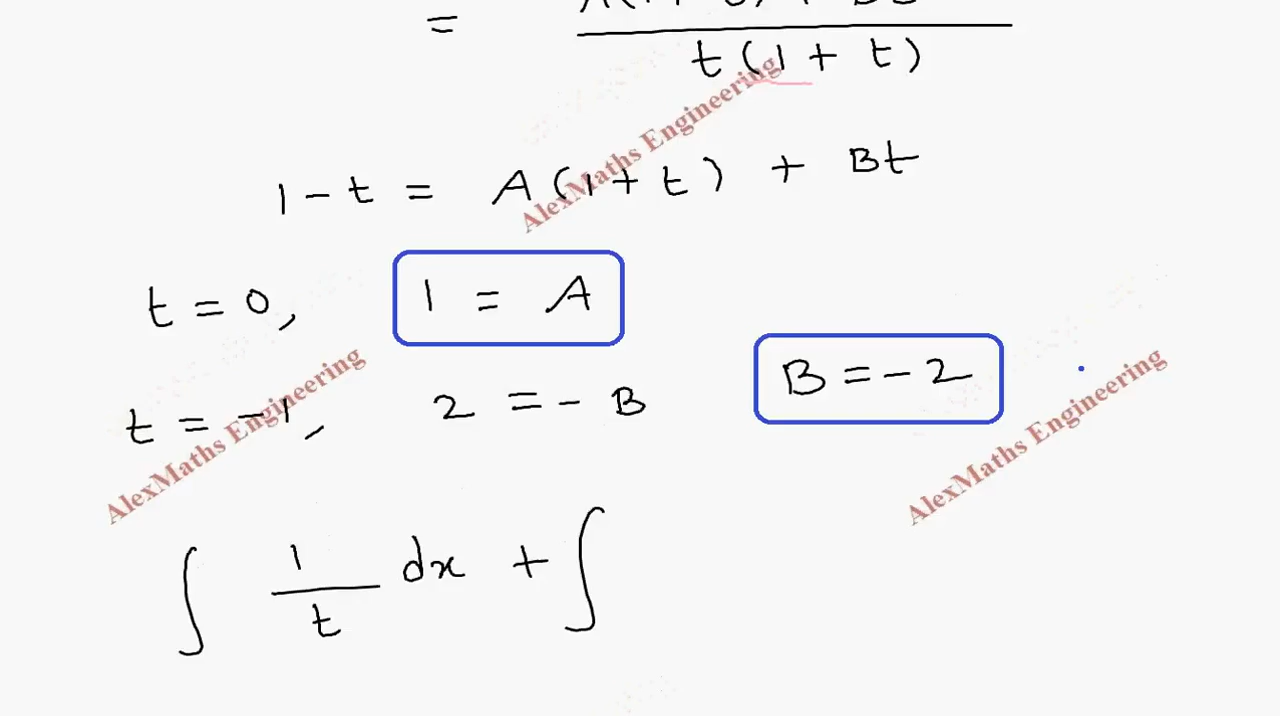 =
t(1 + t)
1 - t = A(1 + t) + Bt
t = 0, 1 = A
t = -1, 2 = - B B = - 2
∫ 1/t dx + ∫
AlexMaths Engineering
AlexMaths Engineering
AlexMaths Engineering